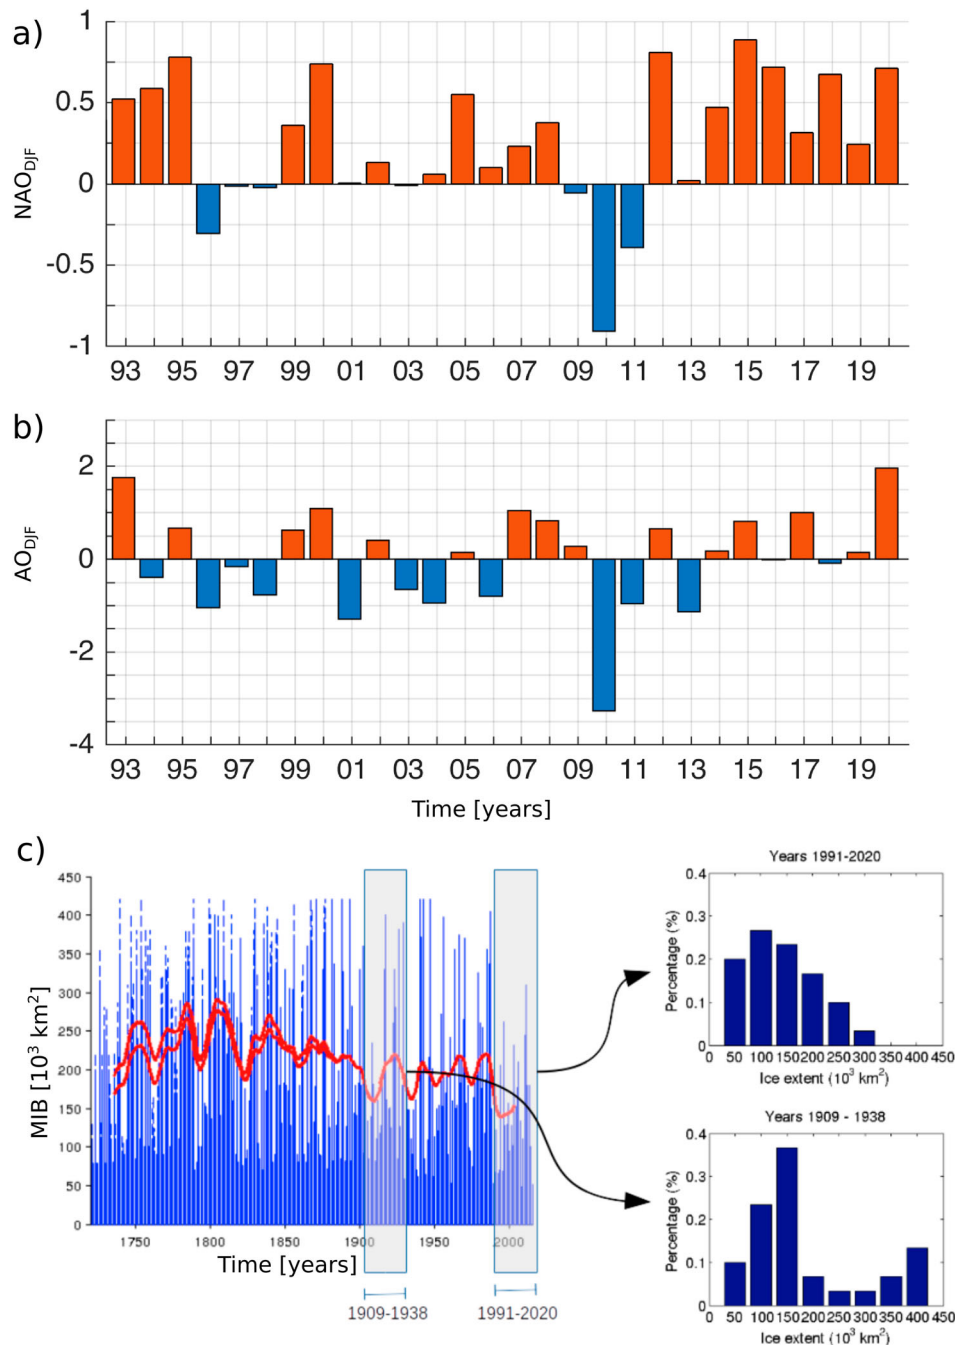 a)
1
0.5
0
-0.5
-1
NAO_DJF
93 95 97 99 01 03 05 07 09 11 13 15 17 19
b)
2
0
-2
-4
AO_DJF
93 95 97 99 01 03 05 07 09 11 13 15 17 19
Time [years]
c)
450
400
350
300
250
200
150
100
50
0
MIB [10³ km²]
1750 1800 1850 1900 1950 2000
Time [years]
1909-1938 1991-2020
Years 1991-2020
0.4
0.3
0.2
0.1
0
Percentage (%)
0 50 100 150 200 250 300 350 400 450
Ice extent (10³ km²)
Years 1909 - 1938
0.4
0.3
0.2
0.1
0
Percentage (%)
0 50 100 150 200 250 300 350 400 450
Ice extent (10³ km²)